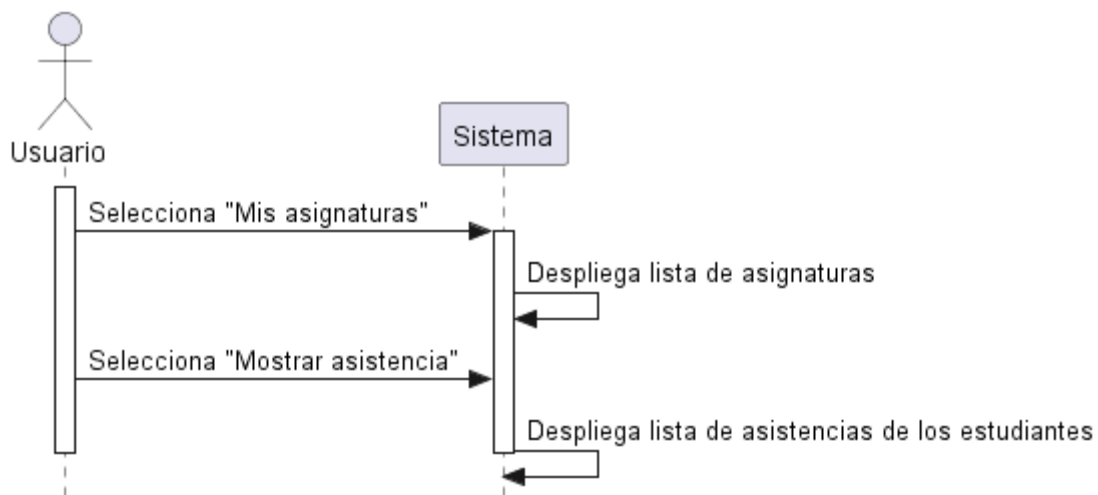 Usuario
Sistema
Selecciona "Mis asignaturas"
Despliega lista de asignaturas
Selecciona "Mostrar asistencia"
Despliega lista de asistencias de los estudiantes